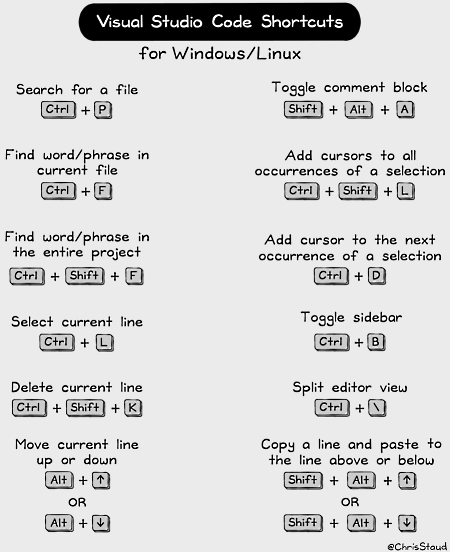 Visual Studio Code Shortcuts
for Windows/Linux
Search for a file
Ctrl + P
Find word/phrase in
current file
Ctrl + F
Find word/phrase in
the entire project
Ctrl + Shift + F
Select current line
Ctrl + L
Delete current line
Ctrl + Shift + K
Move current line
up or down
Alt + ↑
OR
Alt + ↓
Toggle comment block
Shift + Alt + A
Add cursors to all
occurrences of a selection
Ctrl + Shift + L
Add cursor to the next
occurrence of a selection
Ctrl + D
Toggle sidebar
Ctrl + B
Split editor view
Ctrl + \
Copy a line and paste to
the line above or below
Shift + Alt + ↑
OR
Shift + Alt + ↓
@ChrisStaud